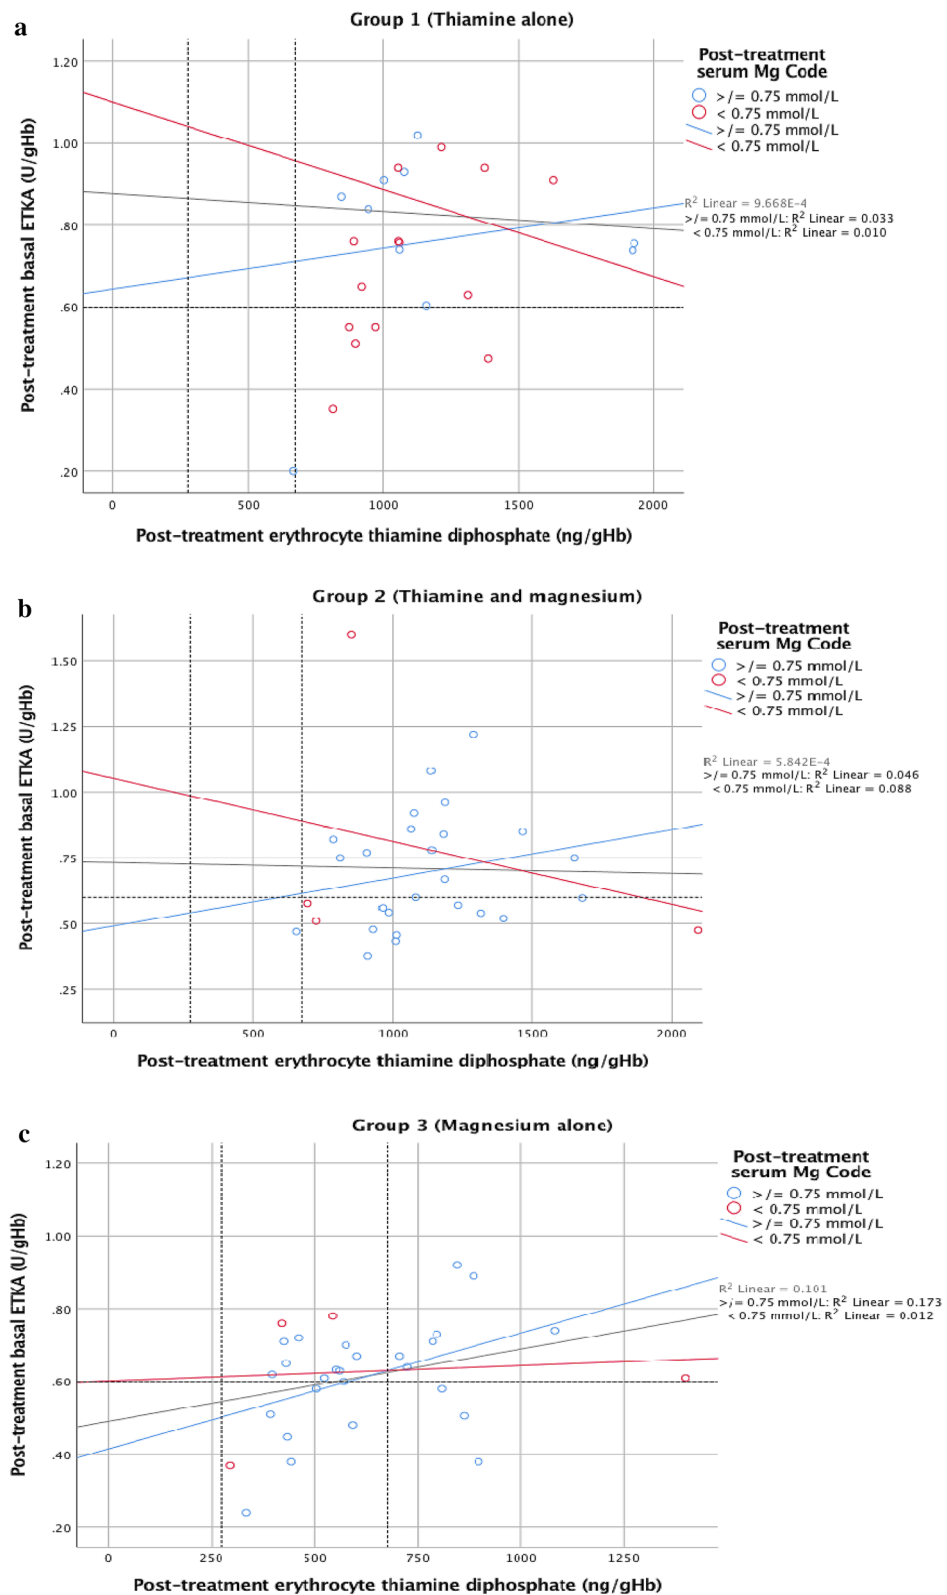 a
Group 1 (Thiamine alone)
Post-treatment basal ETKA (U/gHb)
1.20
1.00
.80
.60
.40
.20
0
500
1000
1500
2000
Post-treatment erythrocyte thiamine diphosphate (ng/gHb)
Post-treatment
serum Mg Code
>/= 0.75 mmol/L
< 0.75 mmol/L
>/= 0.75 mmol/L
< 0.75 mmol/L
R² Linear = 9.668E-4
>/= 0.75 mmol/L: R² Linear = 0.033
< 0.75 mmol/L: R² Linear = 0.010
b
Group 2 (Thiamine and magnesium)
Post-treatment basal ETKA (U/gHb)
1.50
1.25
1.00
.75
.50
.25
0
500
1000
1500
2000
Post-treatment erythrocyte thiamine diphosphate (ng/gHb)
Post-treatment
serum Mg Code
>/= 0.75 mmol/L
< 0.75 mmol/L
>/= 0.75 mmol/L
< 0.75 mmol/L
R² Linear = 5.842E-4
>/= 0.75 mmol/L: R² Linear = 0.046
< 0.75 mmol/L: R² Linear = 0.088
c
Group 3 (Magnesium alone)
Post-treatment basal ETKA (U/gHb)
1.20
1.00
.80
.60
.40
.20
0
250
500
750
1000
1250
Post-treatment erythrocyte thiamine diphosphate (ng/gHb)
Post-treatment
serum Mg Code
>/= 0.75 mmol/L
< 0.75 mmol/L
>/= 0.75 mmol/L
< 0.75 mmol/L
R² Linear = 0.101
>/= 0.75 mmol/L: R² Linear = 0.173
< 0.75 mmol/L: R² Linear = 0.012